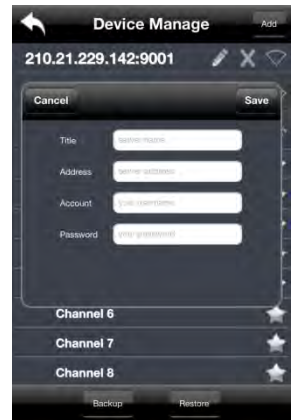 Device Manage
Add
210.21.229.142:9001
Cancel
Save
Title
server name
Address
server address
Account
your username
Password
your password
Channel 6
Channel 7
Channel 8
Backup
Restore